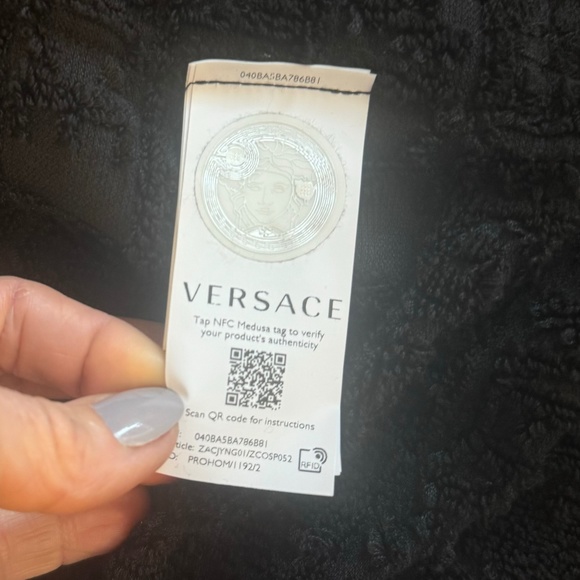 040BA5BA786B81
VERSACE
Tap NFC Medusa tag to verify
your product's authenticity
Scan QR code for instructions
040BA5BA786B81
ticle: ZACJYNG01/ZCOSP052
O: PROHOM/1192/2
RFID